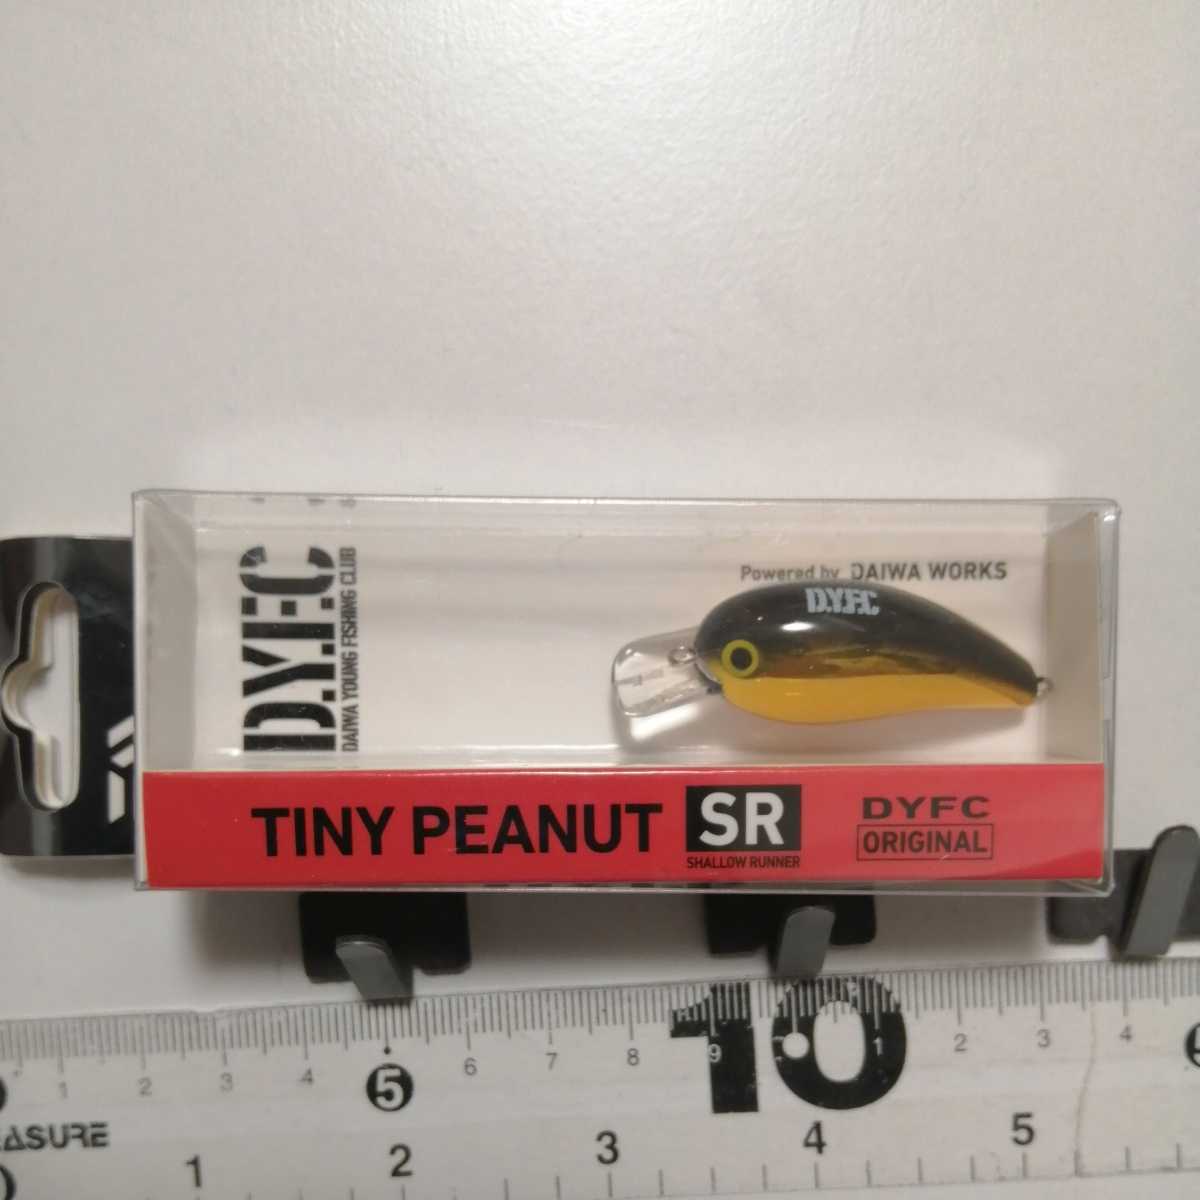 D.Y.F.C
DAIWA YOUNG FISHING CLUB
Powered by DAIWA WORKS
D.Y.F.C.
TINY PEANUT SR
SHALLOW RUNNER
DYFC
ORIGINAL
1 2 3 4 5 6 7 8 9 10 1 2 3 4 5
1 2 3 4 5